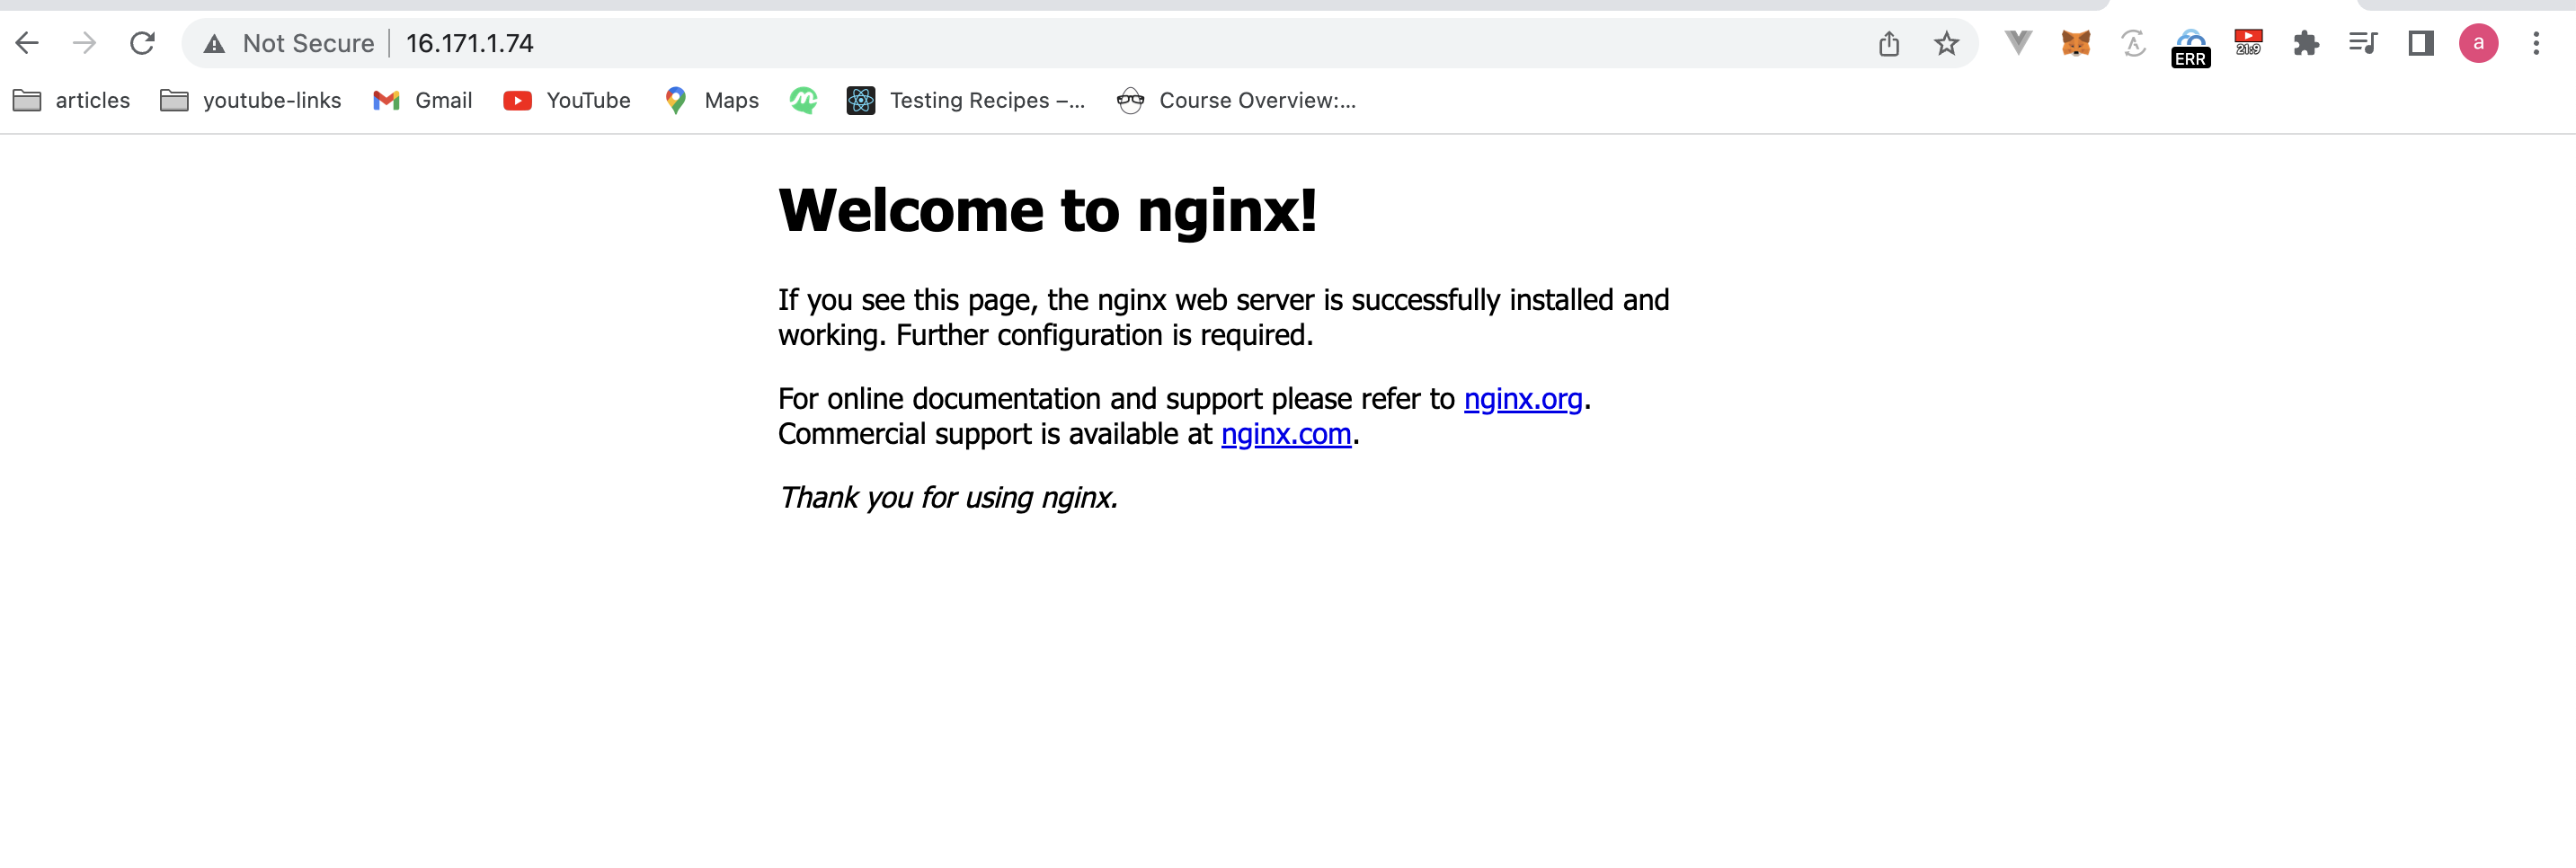 Not Secure 16.171.1.74
ERR
21:9
a
articles youtube-links Gmail YouTube Maps Testing Recipes –... Course Overview:...
Welcome to nginx!
If you see this page, the nginx web server is successfully installed and
working. Further configuration is required.
For online documentation and support please refer to nginx.org.
Commercial support is available at nginx.com.
Thank you for using nginx.